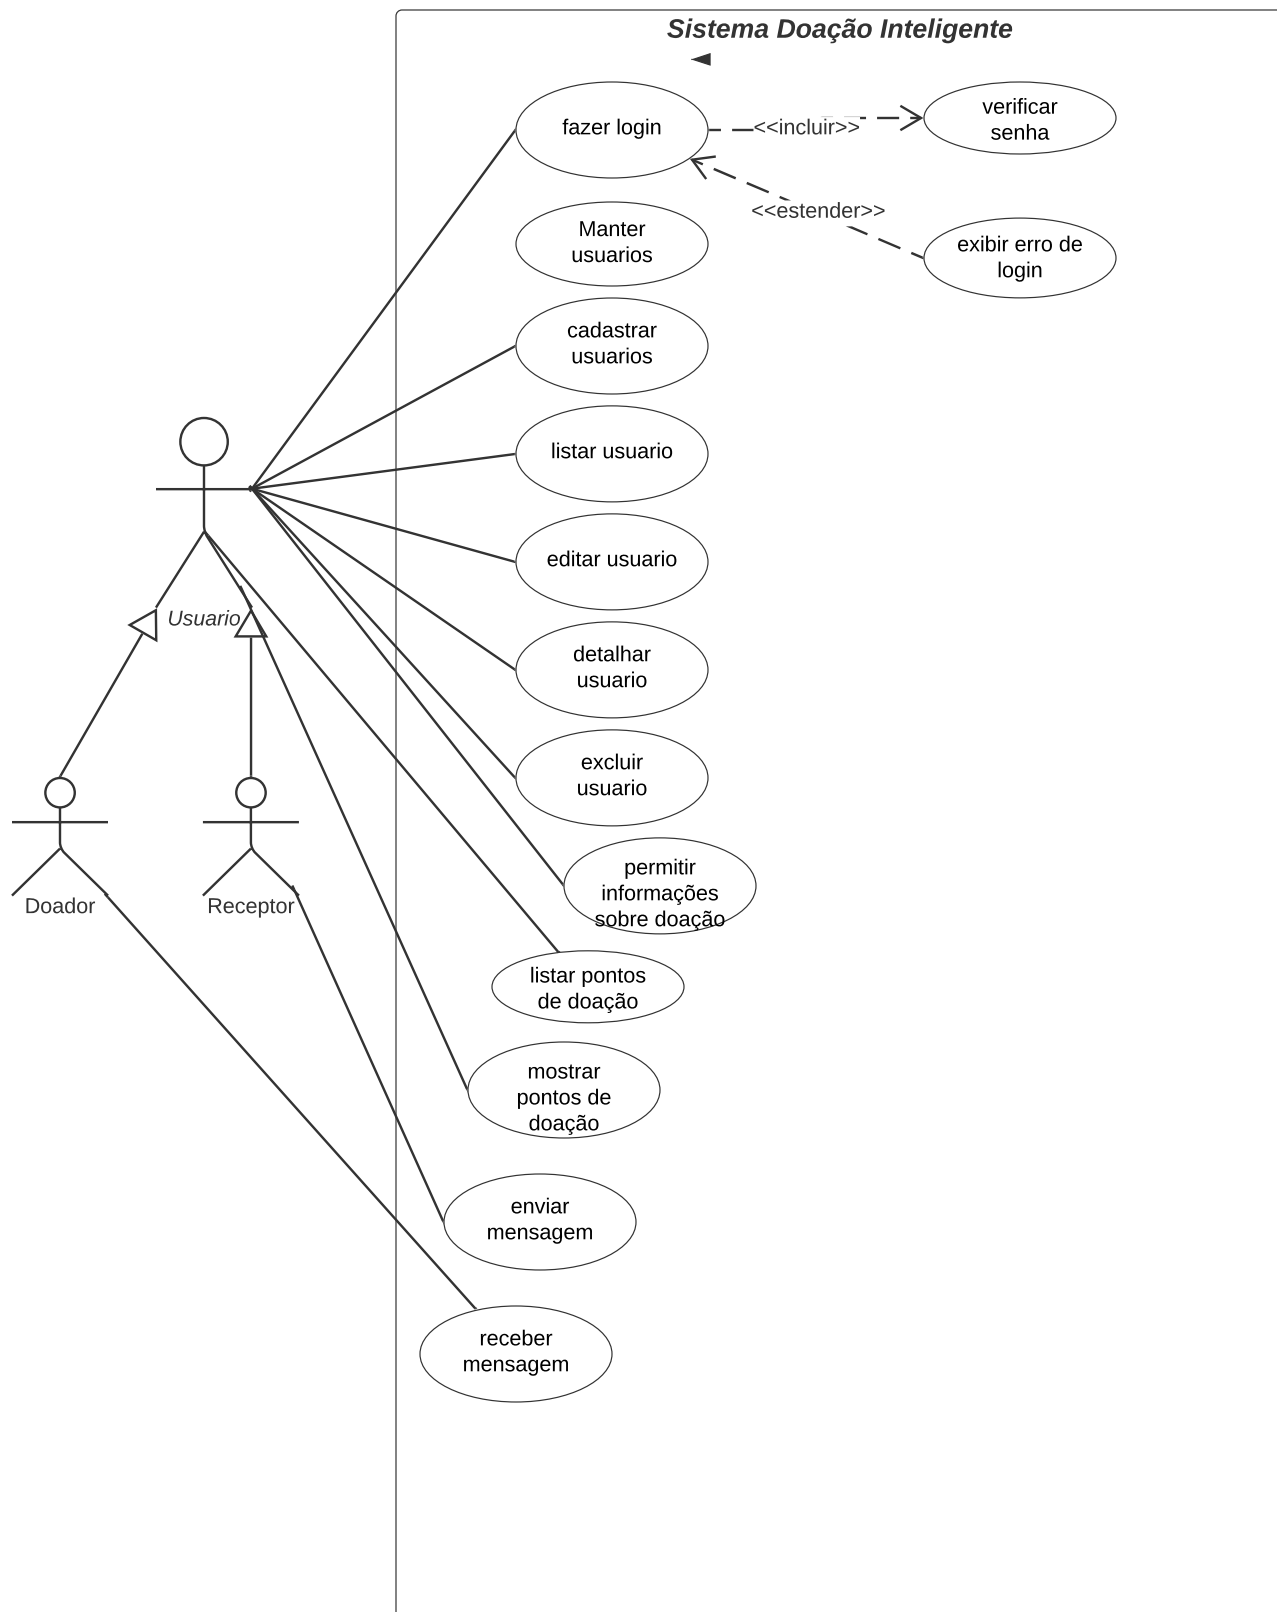 Sistema Doação Inteligente
fazer login
<<incluir>>
verificar
senha
<<estender>>
exibir erro de
login
Manter
usuarios
cadastrar
usuarios
listar usuario
editar usuario
Usuario
detalhar
usuario
excluir
usuario
Doador
Receptor
permitir
informações
sobre doação
listar pontos
de doação
mostrar
pontos de
doação
enviar
mensagem
receber
mensagem